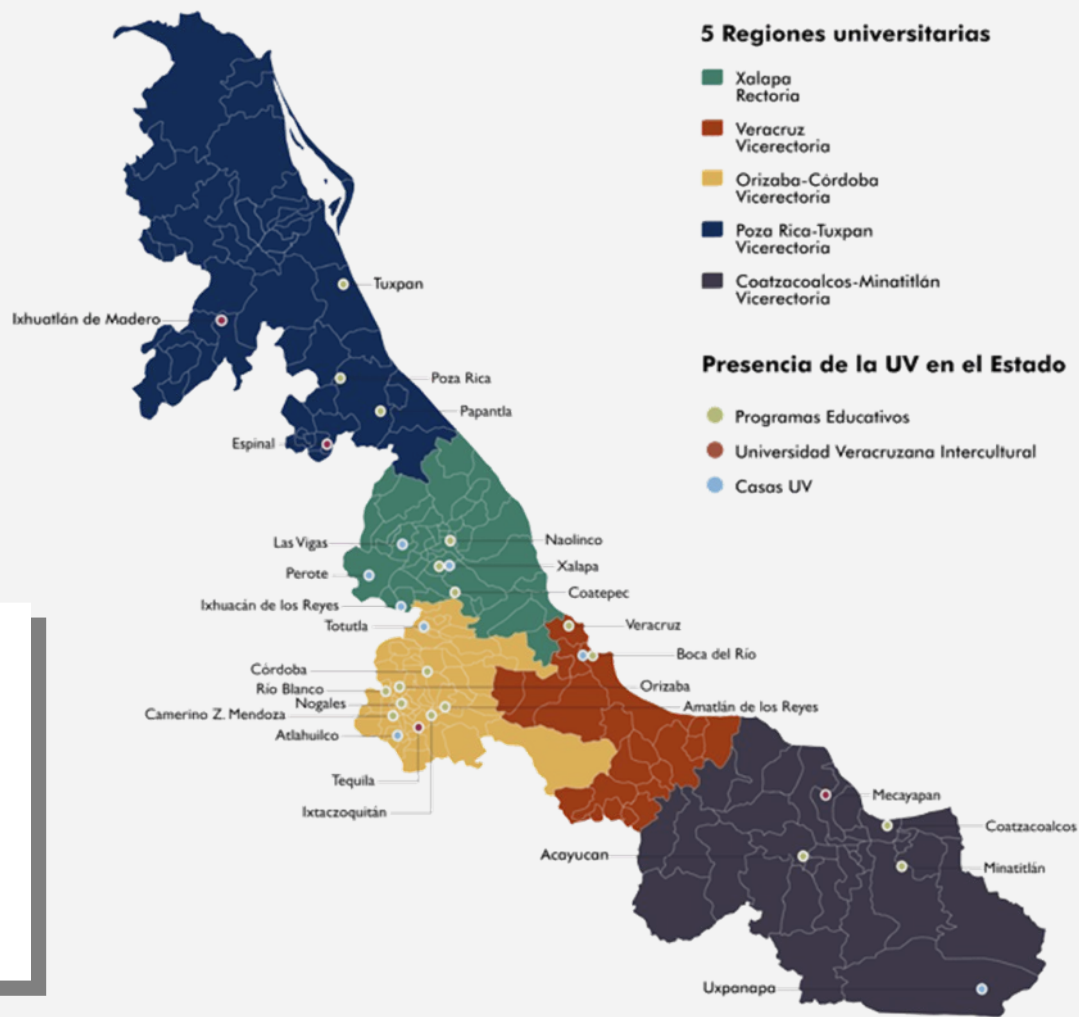 5 Regiones universitarias
Xalapa
Rectoria
Veracruz
Vicerectoria
Orizaba-Córdoba
Vicerectoria
Poza Rica-Tuxpan
Vicerectoria
Coatzacoalcos-Minatitlán
Vicerectoria
Presencia de la UV en el Estado
Programas Educativos
Universidad Veracruzana Intercultural
Casas UV
Tuxpan
Ixhuatlán de Madero
Poza Rica
Papantla
Espinal
Las Vigas
Naolinco
Perote
Xalapa
Coatepec
Ixhuacán de los Reyes
Totutla
Veracruz
Boca del Río
Córdoba
Río Blanco
Orizaba
Nogales
Amatlán de los Reyes
Camerino Z. Mendoza
Atlahuilco
Tequila
Ixtaczoquitán
Mecayapan
Coatzacoalcos
Acayucan
Minatitlán
Uxpanapa